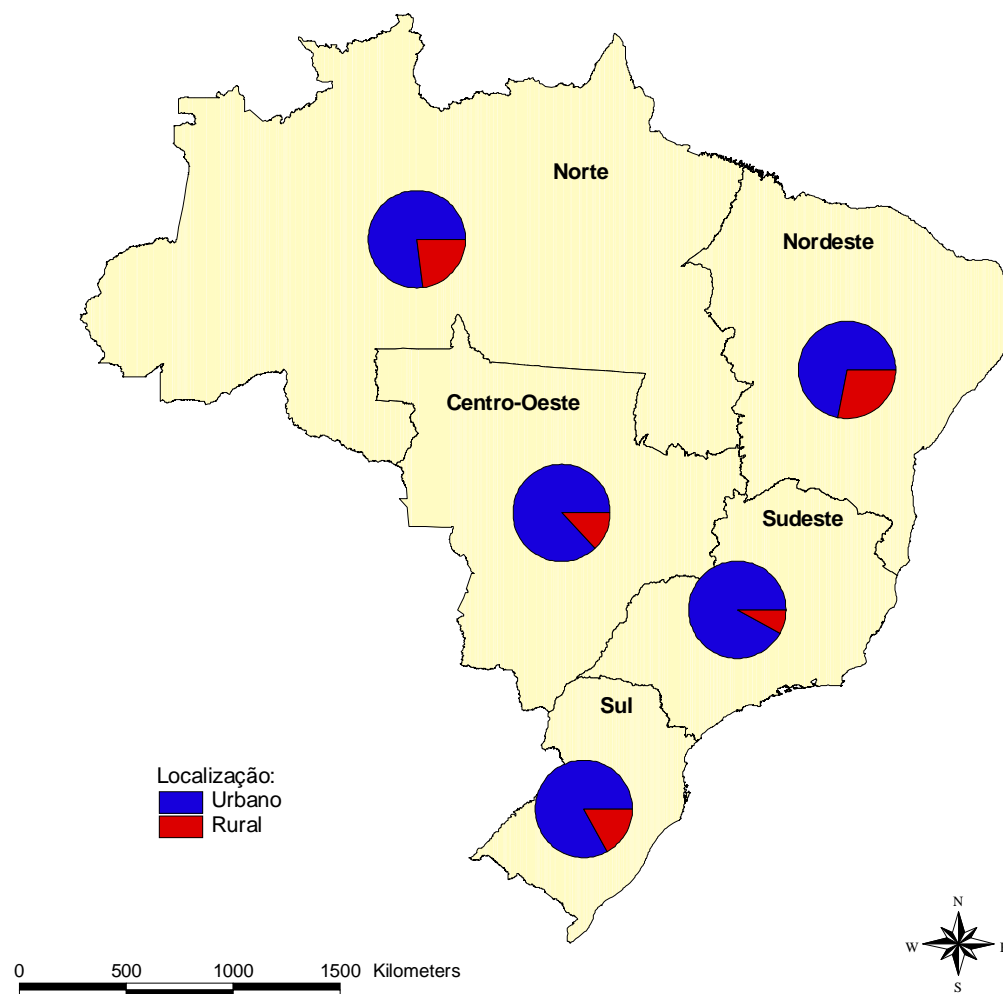 Norte
Nordeste
Centro-Oeste
Sudeste
Sul
Localização:
Urbano
Rural
0 500 1000 1500 Kilometers
N
W
S